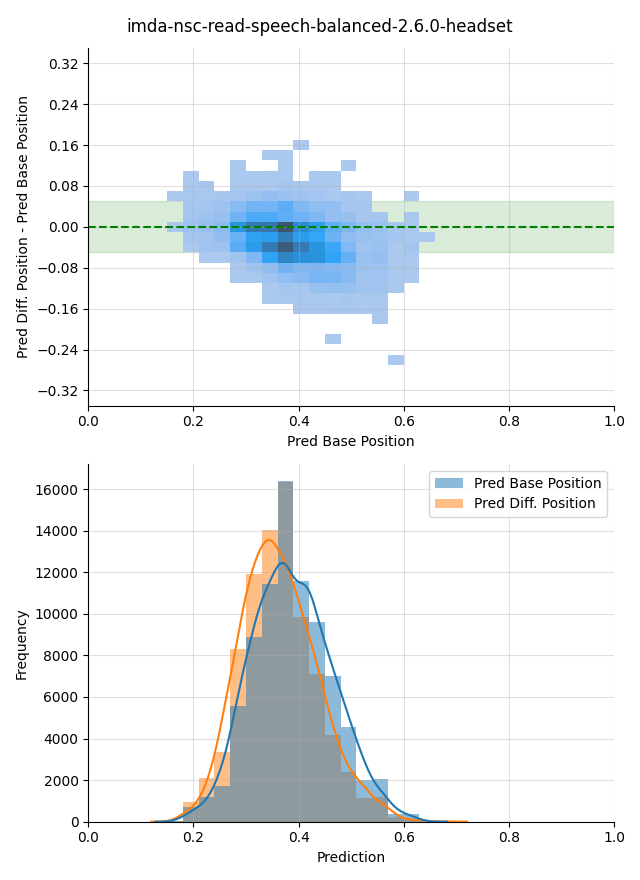 imda-nsc-read-speech-balanced-2.6.0-headset
Pred Diff. Position - Pred Base Position
0.32
0.24
0.16
0.08
0.00
−0.08
−0.16
−0.24
−0.32
0.0 0.2 0.4 0.6 0.8 1.0
Pred Base Position
Pred Base Position
Pred Diff. Position
Frequency
16000
14000
12000
10000
8000
6000
4000
2000
0
0.0 0.2 0.4 0.6 0.8 1.0
Prediction